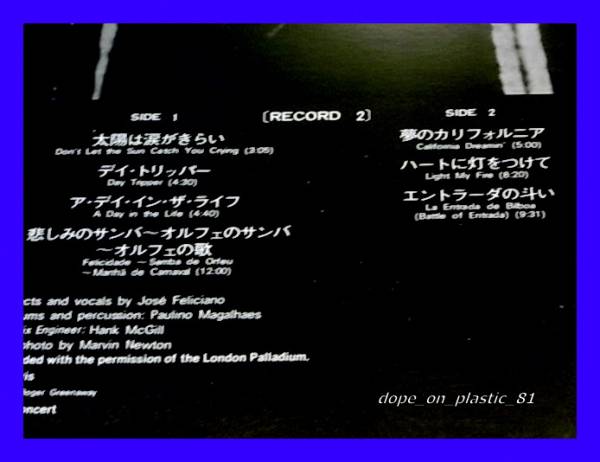 [RECORD 2]
SIDE 1
太陽は涙がきらい
Don't Let the Sun Catch You Crying (3:05)
デイ・トリッパー
Day Tripper (4:30)
ア・デイ・イン・ザ・ライフ
A Day in the Life (4:40)
悲しみのサンバ〜オルフェのサンバ
〜オルフェの歌
Felicidade ~ Samba de Orfeu
~ Manhã de Carnaval (12:00)
SIDE 2
夢のカリフォルニア
California Dreamin' (5:00)
ハートに灯をつけて
Light My Fire (8:20)
エントラーダの斗い
La Entrada de Bilboa
(Battle of Entrada) (9:31)
cts and vocals by José Feliciano
ms and percussion: Paulino Magalhaes
ix Engineer: Hank McGill
hoto by Marvin Newton
ded with the permission of the London Palladium.
is
Roger Greenaway
oncert
dope_on_plastic_81